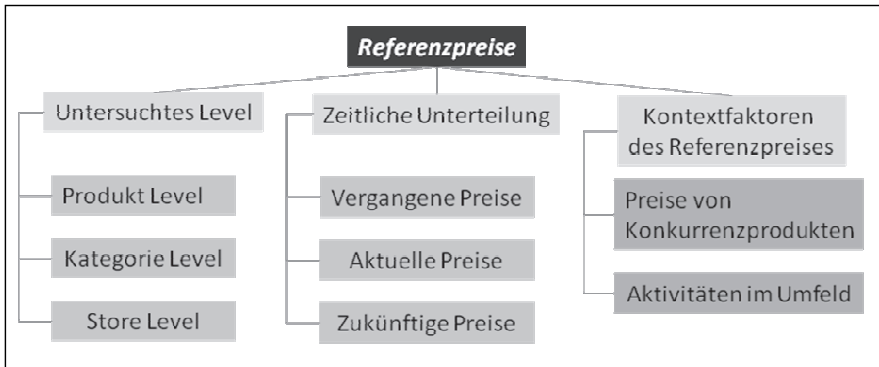 Referenzpreise
Untersuchtes Level
Produkt Level
Kategorie Level
Store Level
Zeitliche Unterteilung
Vergangene Preise
Aktuelle Preise
Zukünftige Preise
Kontextfaktoren
des Referenzpreises
Preise von
Konkurrenzprodukten
Aktivitäten im Umfeld